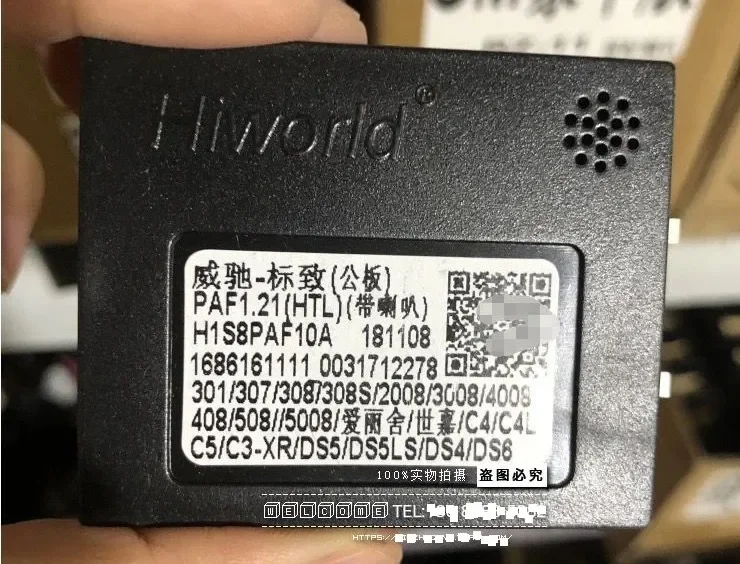 Hiworld®
威驰-标致(公板)
PAF1.21(HTL)(带喇叭)
H1S8PAF10A 181108
1686161111 0031712278
301/307/308/308S/2008/3008/4008
408/508//5008/爱丽舍/世嘉/C4/C4L
C5/C3-XR/DS5/DS5LS/DS4/DS6
100%实物拍摄 盗图必究
WELCOME TEL:
HTTPS://